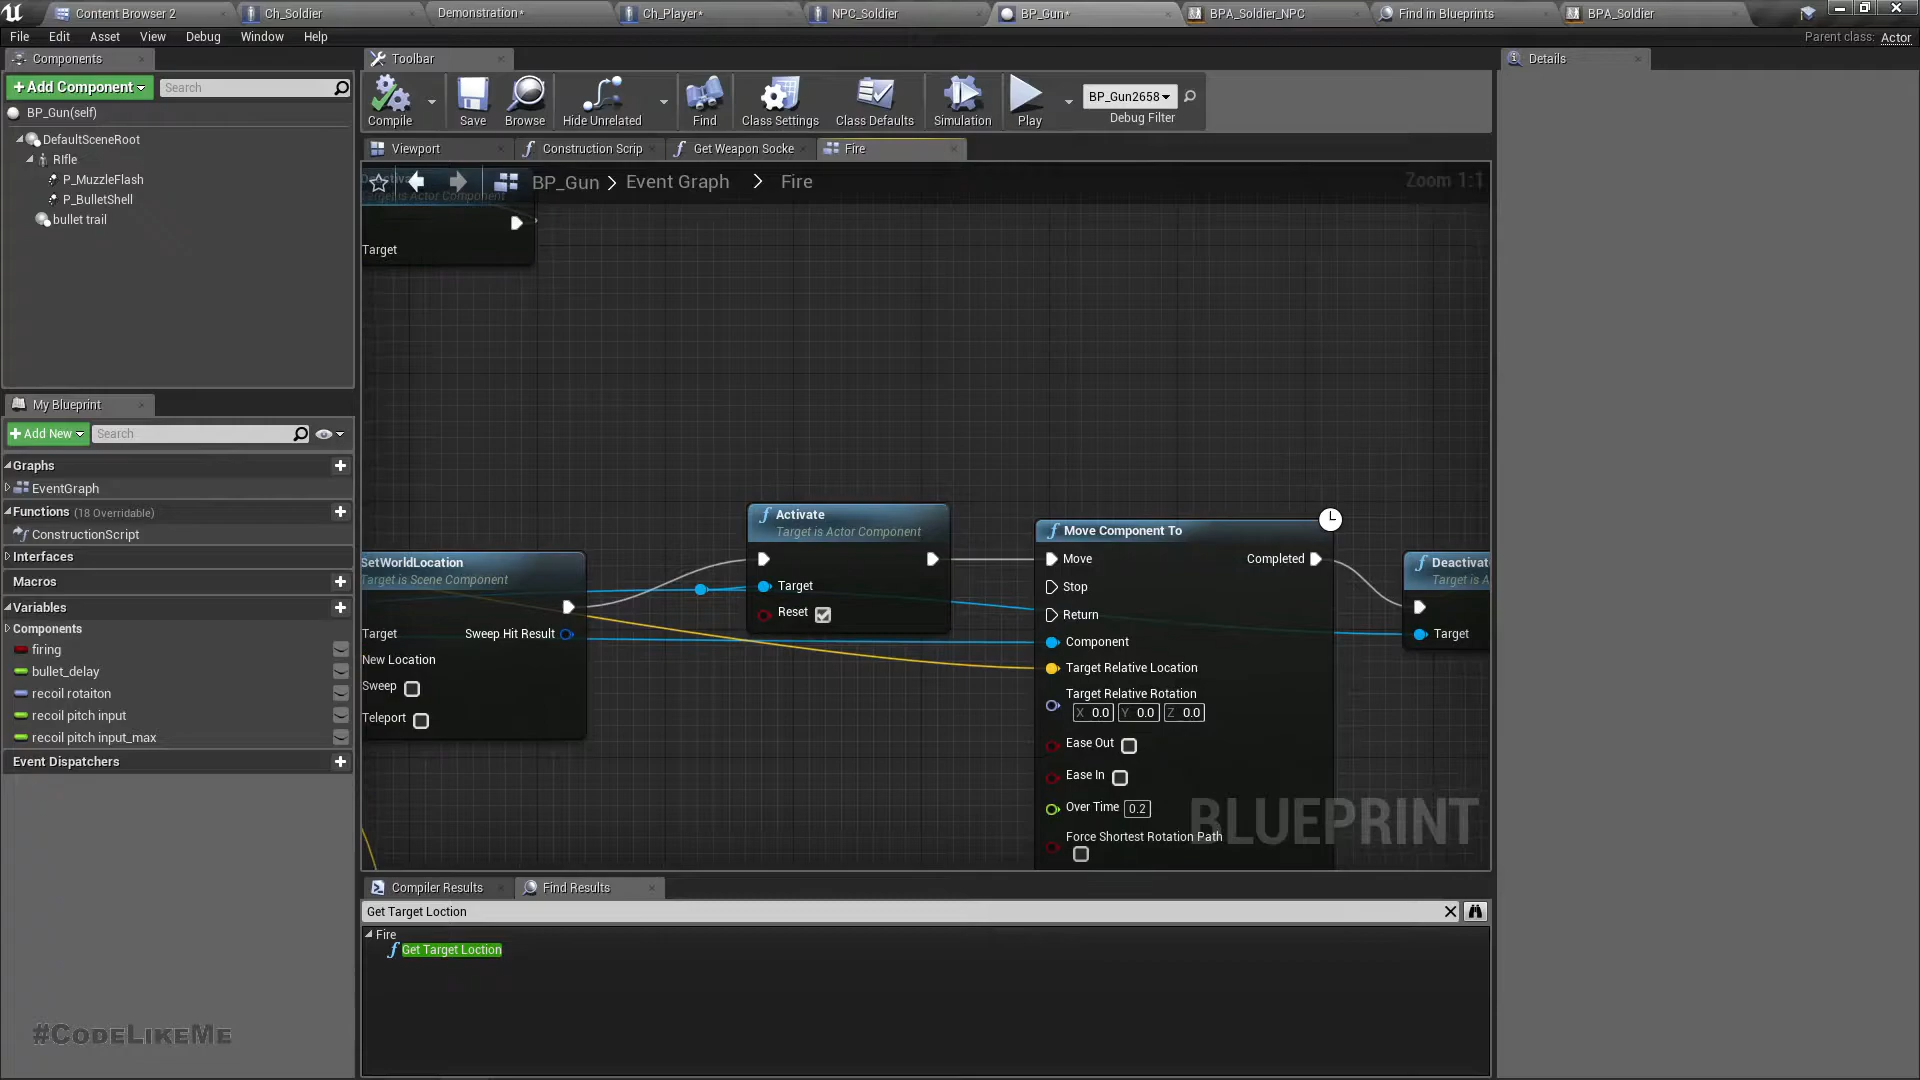 Content Browser 2
Ch_Soldier
Demonstration*
Ch_Player*
NPC_Soldier
BP_Gun*
BPA_Soldier_NPC
Find in Blueprints
BPA_Soldier
File Edit Asset View Debug Window Help
Parent class: Actor
Components
+Add Component
Search
BP_Gun(self)
DefaultSceneRoot
RIfle
P_MuzzleFlash
P_BulletShell
bullet trail
My Blueprint
+Add New
Search
Graphs
EventGraph
Functions (18 Overridable)
ConstructionScript
Interfaces
Macros
Variables
Components
firing
bullet_delay
recoil rotaiton
recoil pitch input
recoil pitch input_max
Event Dispatchers
#CodeLikeMe
Toolbar
Compile
Save
Browse
Hide Unrelated
Find
Class Settings
Class Defaults
Simulation
Play
BP_Gun2658
Debug Filter
Viewport
Construction Scrip
Get Weapon Socke
Fire
BP_Gun > Event Graph > Fire
Zoom 1:1
Target is Actor Component
Target
SetWorldLocation
Target is Scene Component
Target
Sweep Hit Result
New Location
Sweep
Teleport
Activate
Target is Actor Component
Target
Reset
Move Component To
Move
Completed
Stop
Return
Component
Target Relative Location
Target Relative Rotation
X 0.0 Y 0.0 Z 0.0
Ease Out
Ease In
Over Time 0.2
Force Shortest Rotation Path
Deactivate
Target is A
Target
BLUEPRINT
Compiler Results
Find Results
Get Target Loction
Fire
Get Target Loction
Details